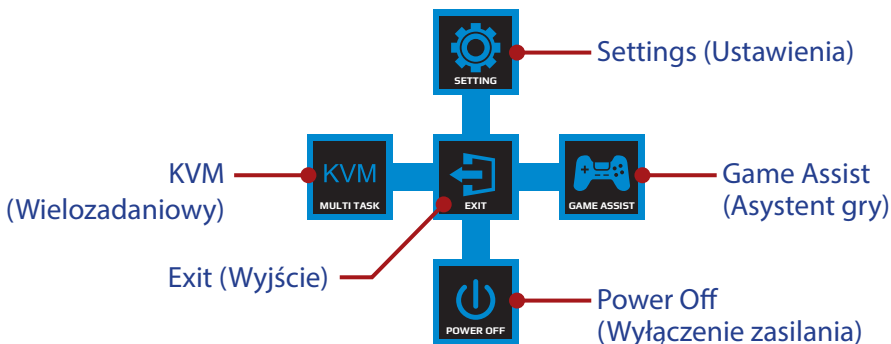 SETTING
Settings (Ustawienia)
KVM
(Wielozadaniowy)
KVM
MULTI TASK
EXIT
GAME ASSIST
Game Assist
(Asystent gry)
Exit (Wyjście)
POWER OFF
Power Off
(Wyłączenie zasilania)